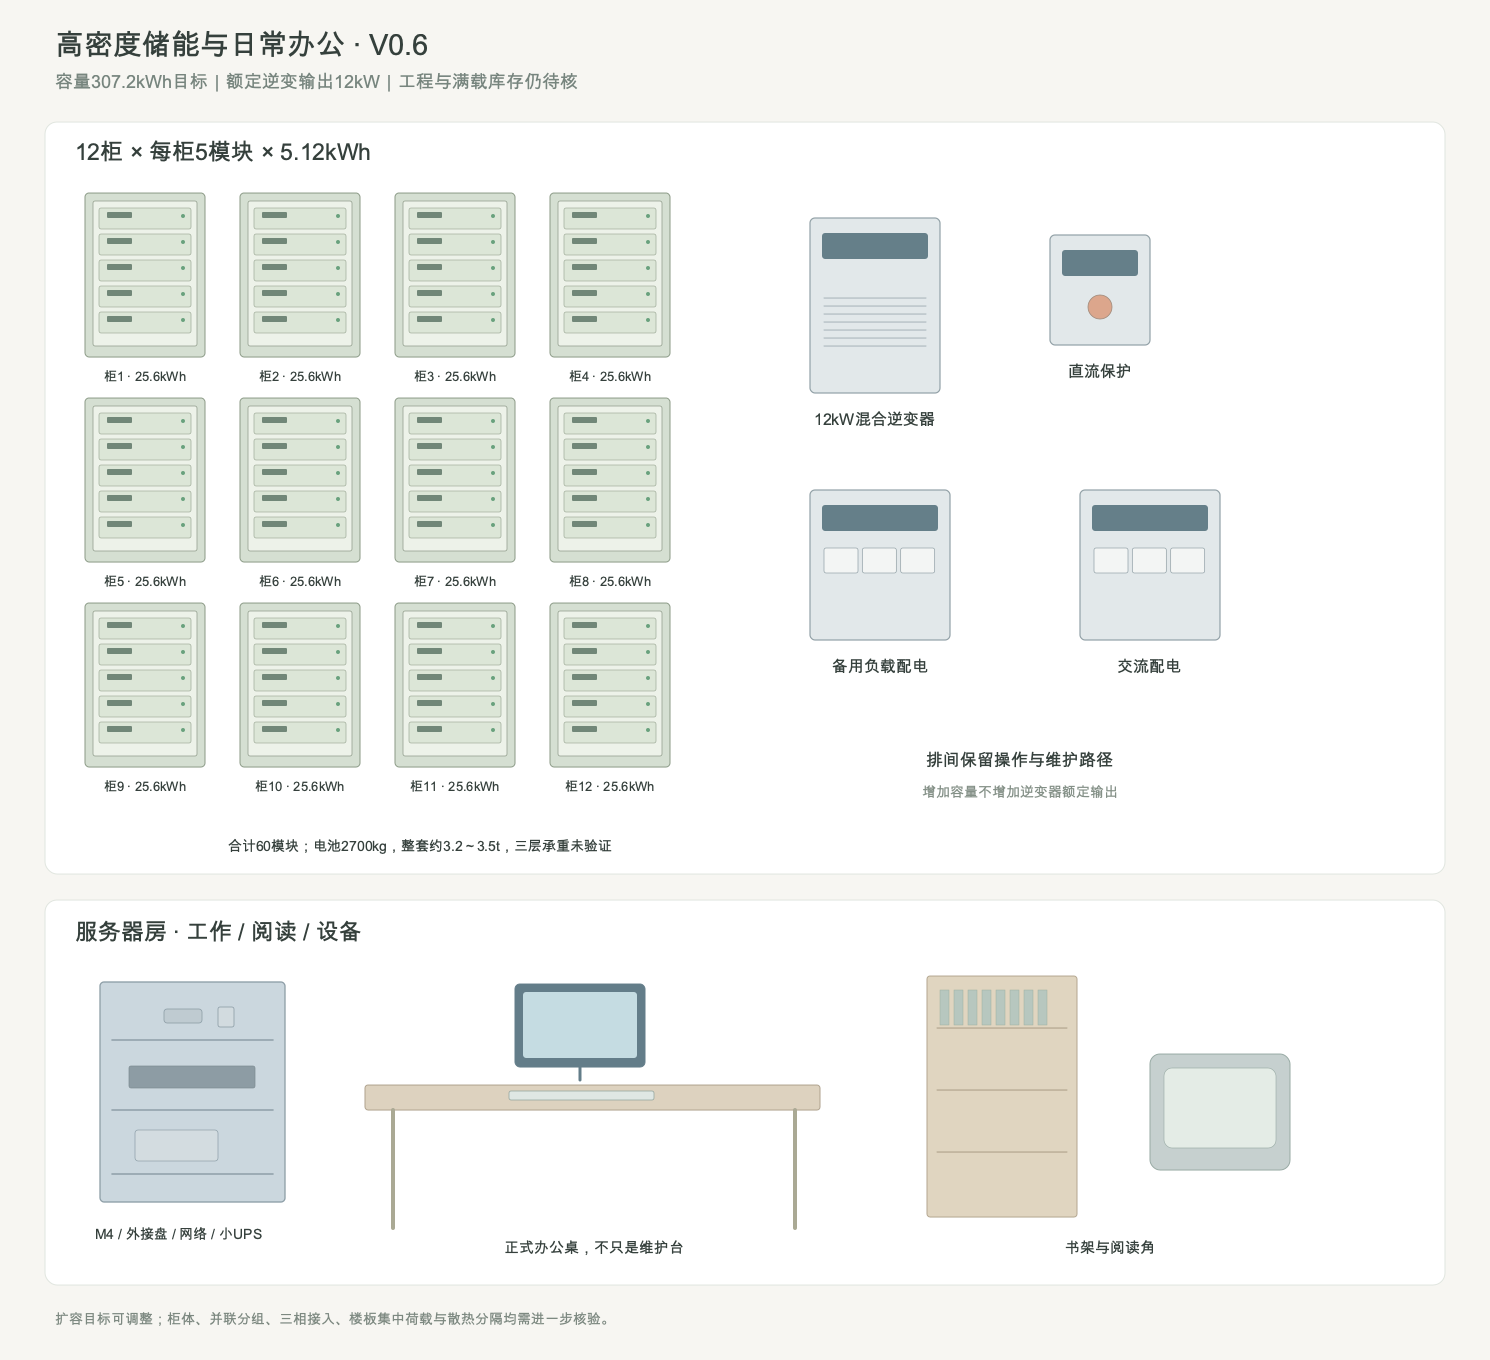 高密度储能与日常办公 · V0.6
容量307.2kWh目标｜额定逆变输出12kW｜工程与满载库存仍待核
12柜 × 每柜5模块 × 5.12kWh
柜1 · 25.6kWh
柜2 · 25.6kWh
柜3 · 25.6kWh
柜4 · 25.6kWh
12kW混合逆变器
直流保护
柜5 · 25.6kWh
柜6 · 25.6kWh
柜7 · 25.6kWh
柜8 · 25.6kWh
备用负载配电
交流配电
柜9 · 25.6kWh
柜10 · 25.6kWh
柜11 · 25.6kWh
柜12 · 25.6kWh
排间保留操作与维护路径
增加容量不增加逆变器额定输出
合计60模块；电池2700kg，整套约3.2～3.5t，三层承重未验证
服务器房 · 工作 / 阅读 / 设备
M4 / 外接盘 / 网络 / 小UPS
正式办公桌，不只是维护台
书架与阅读角
扩容目标可调整；柜体、并联分组、三相接入、楼板集中荷载与散热分隔均需进一步核验。